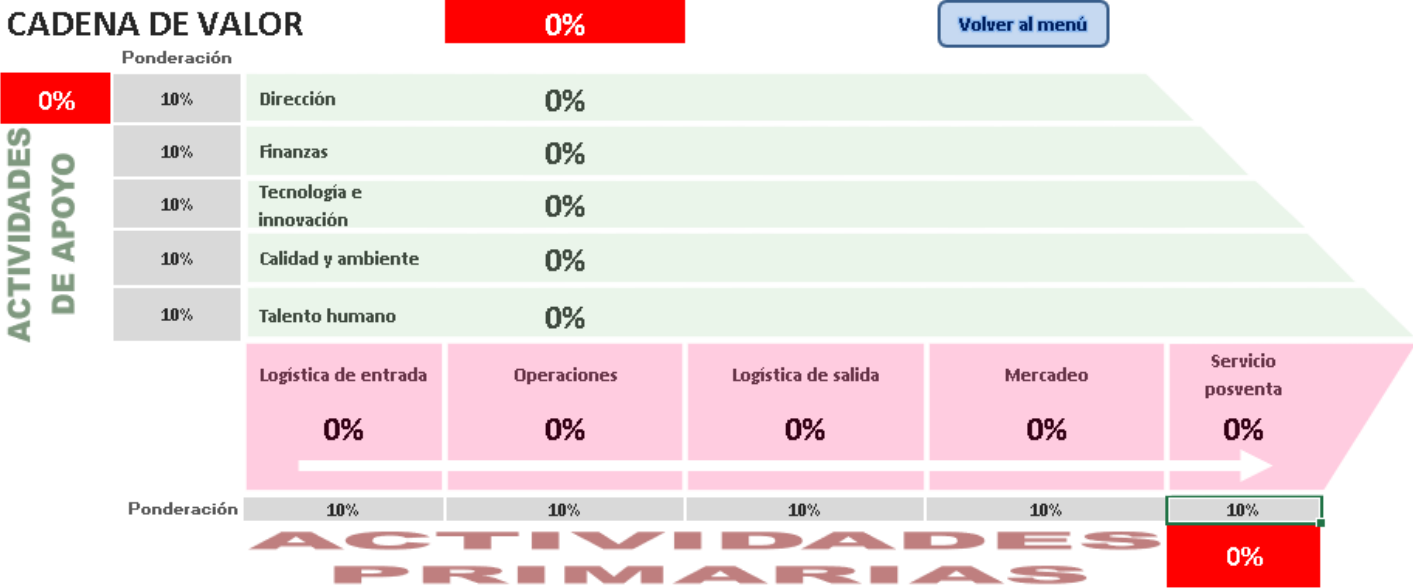 CADENA DE VALOR
0%
Volver al menú
Ponderación
0%
10%
Dirección
0%
10%
Finanzas
0%
10%
Tecnología e
innovación
0%
10%
Calidad y ambiente
0%
10%
Talento humano
0%
ACTIVIDADES
DE APOYO
Logística de entrada
Operaciones
Logística de salida
Mercadeo
Servicio
posventa
0%
0%
0%
0%
0%
Ponderación
10%
10%
10%
10%
10%
ACTIVIDADES
PRIMARIAS
0%